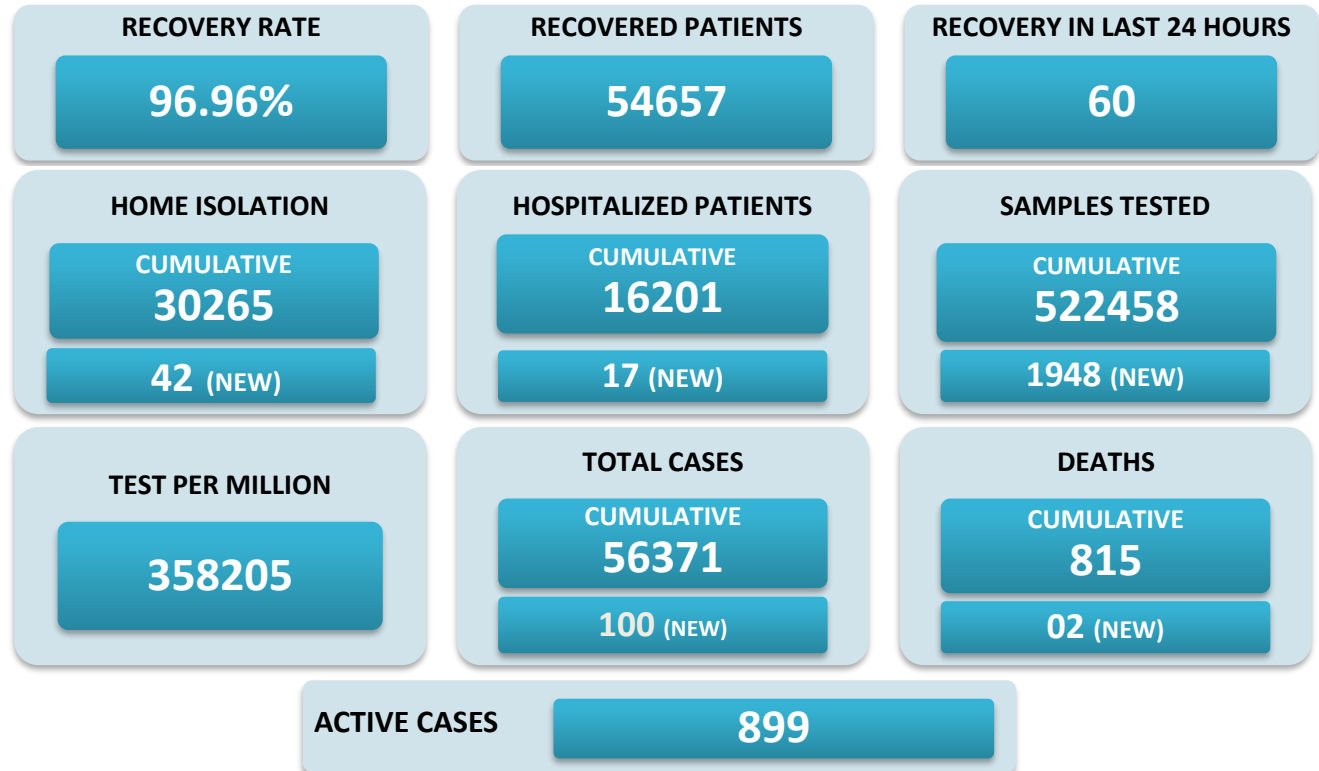 RECOVERY RATE
96.96%
RECOVERED PATIENTS
54657
RECOVERY IN LAST 24 HOURS
60
HOME ISOLATION
CUMULATIVE
30265
42 (NEW)
HOSPITALIZED PATIENTS
CUMULATIVE
16201
17 (NEW)
SAMPLES TESTED
CUMULATIVE
522458
1948 (NEW)
TEST PER MILLION
358205
TOTAL CASES
CUMULATIVE
56371
100 (NEW)
DEATHS
CUMULATIVE
815
02 (NEW)
ACTIVE CASES
899